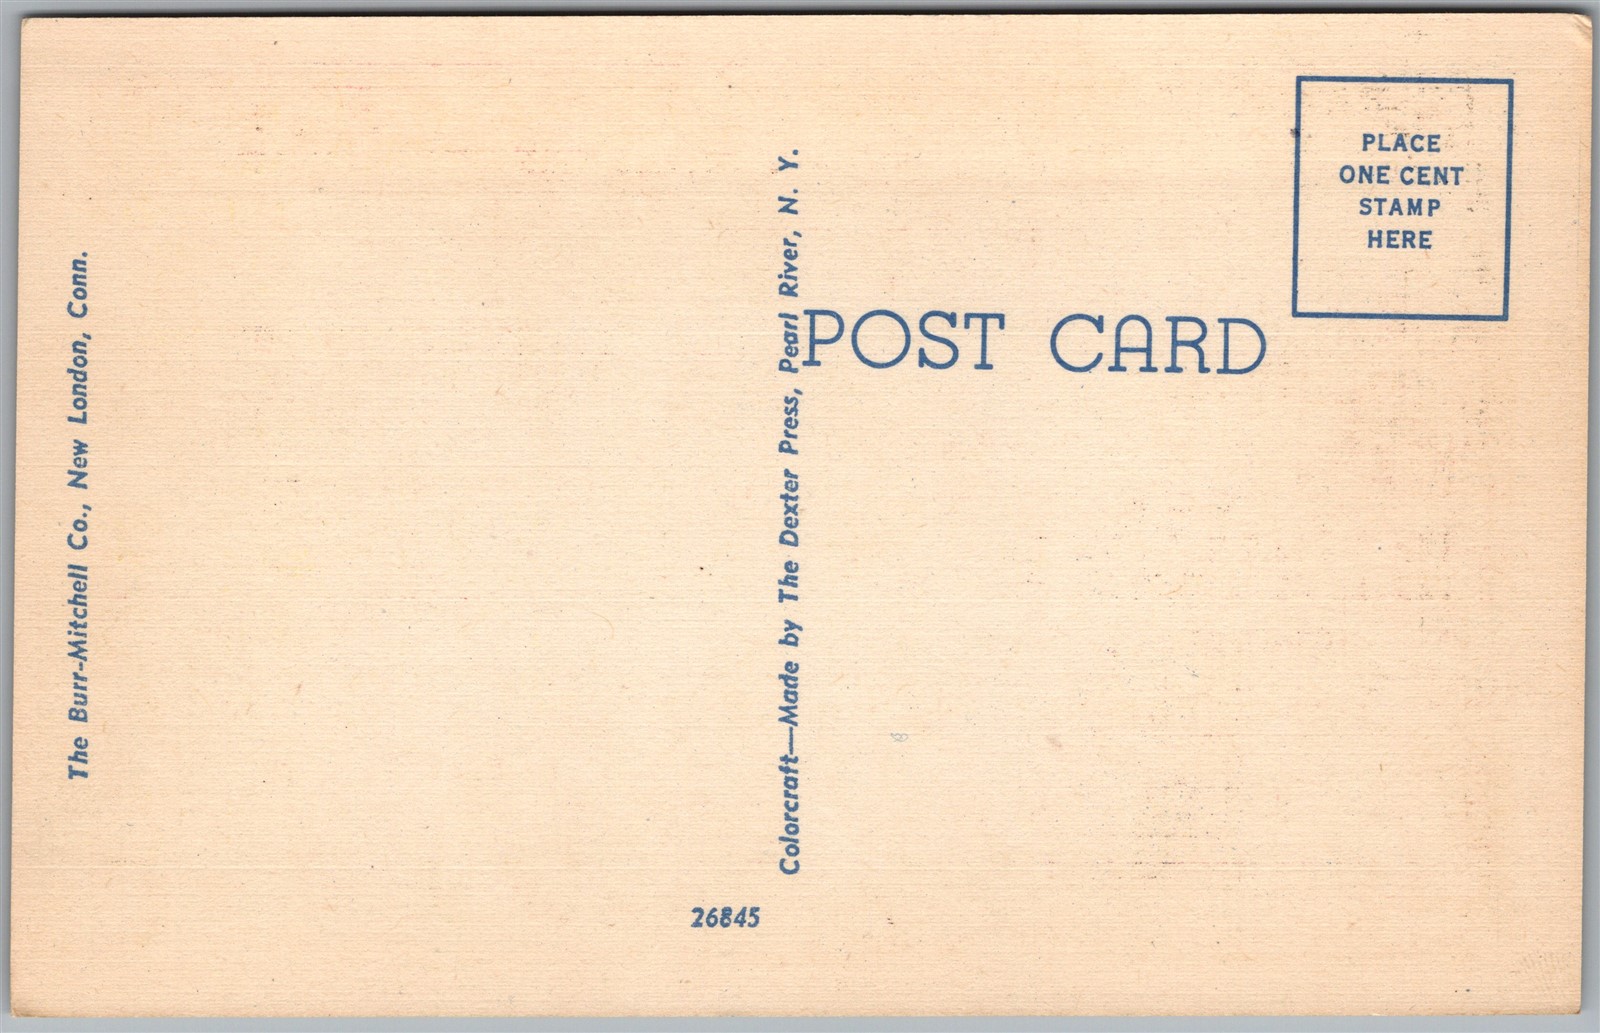 The Burr-Mitchell Co., New London, Conn.
Colorcraft—Made by The Dexter Press, Pearl River, N. Y.
POST CARD
PLACE
ONE CENT
STAMP
HERE
26845